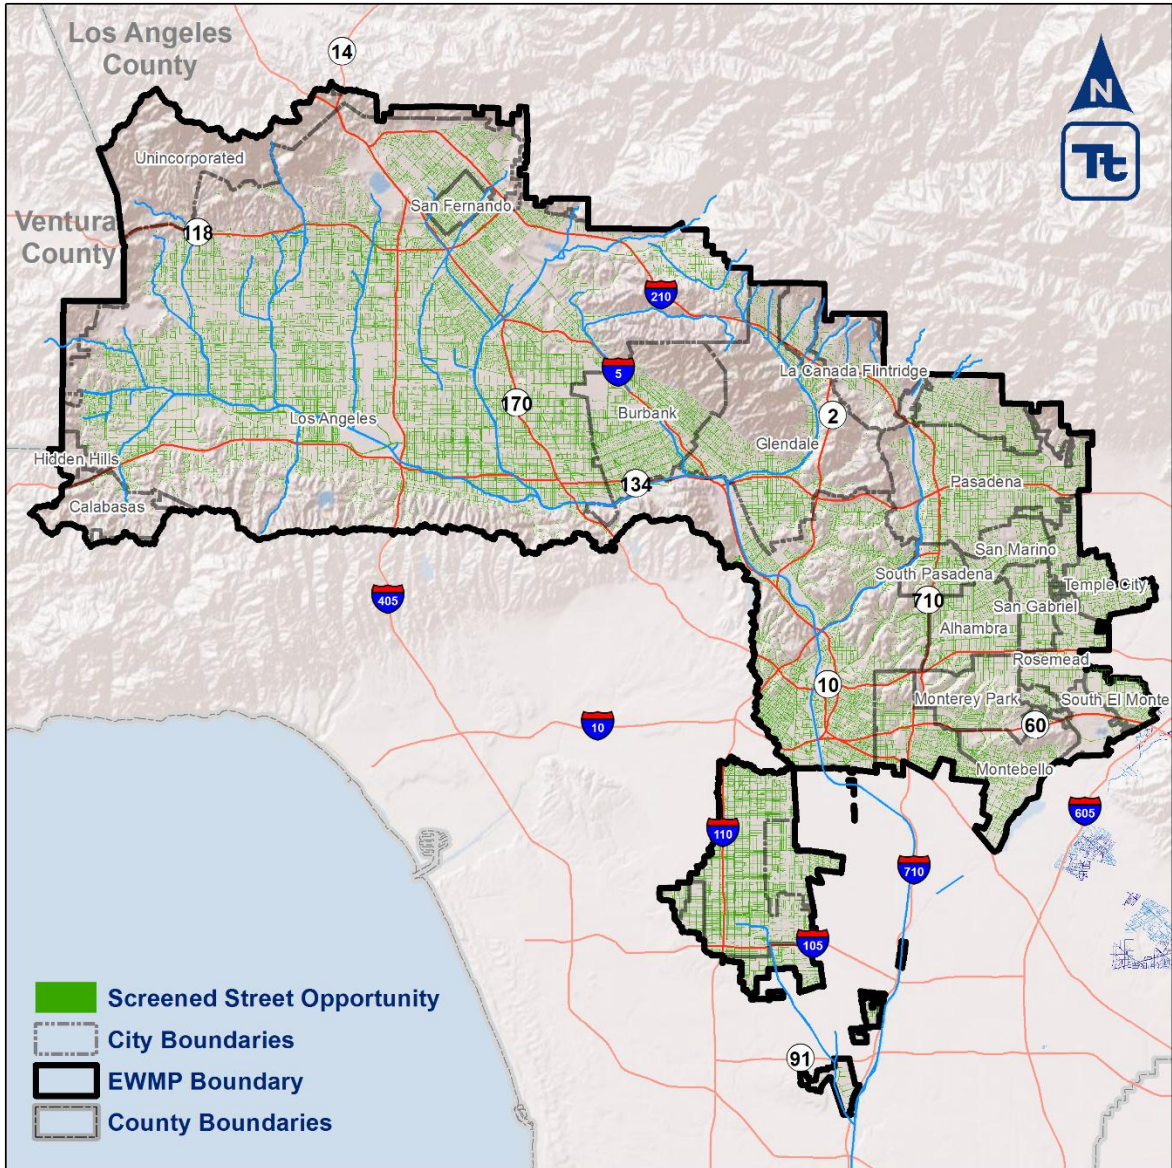 Los Angeles
County
14
N
Tt
Unincorporated
San Fernando
Ventura
County
118
210
5
La Canada Flintridge
170
2
Burbank
Los Angeles
Glendale
Hidden Hills
134
Pasadena
Calabasas
San Marino
South Pasadena
Temple City
405
710
San Gabriel
Alhambra
Rosemead
10
Monterey Park
South El Monte
10
60
Montebello
605
110
710
105
91
Screened Street Opportunity
City Boundaries
EWMP Boundary
County Boundaries